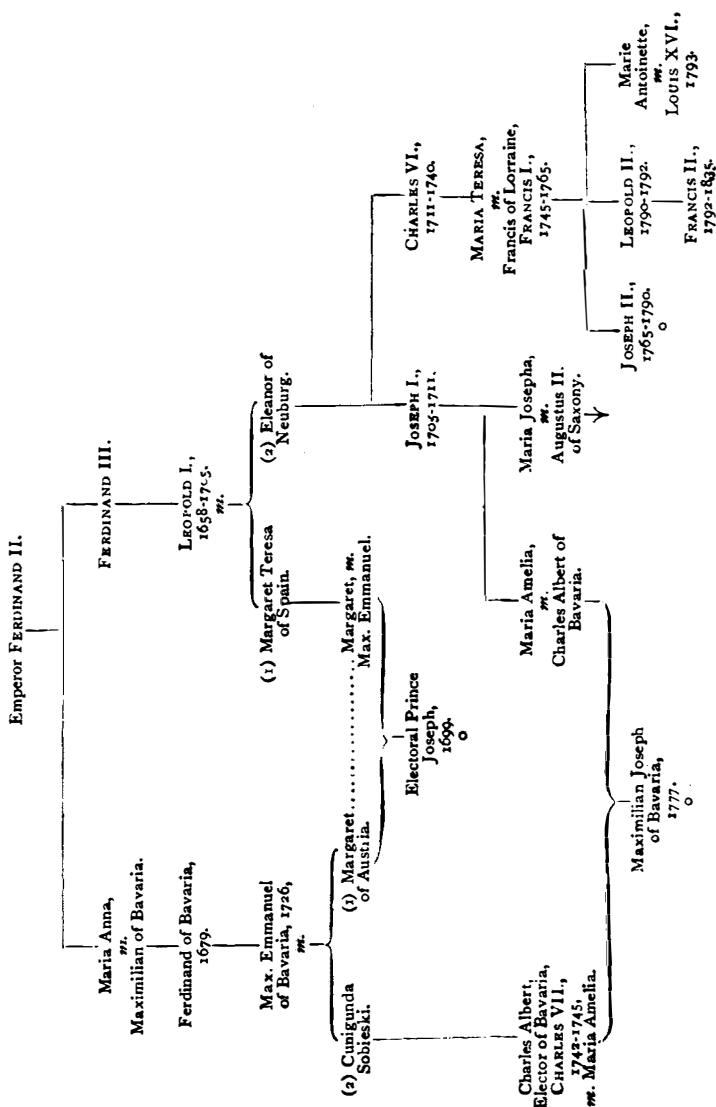 Emperor FERDINAND II.
Maria Anna,
m.
Maximilian of Bavaria.
Ferdinand of Bavaria,
1679.
Max. Emmanuel
of Bavaria, 1726,
m.
(2) Cunigunda
Sobieski.
(1) Margaret
of Austria.
Charles Albert,
Elector of Bavaria,
CHARLES VII.,
1742-1745,
m. Maria Amelia.
FERDINAND III.
LEOPOLD I.,
1658-1705.
m.
(1) Margaret Teresa
of Spain.
(2) Eleanor of
Neuburg.
Margaret, m.
Max. Emmanuel.
Electoral Prince
Joseph,
1699.
o
JOSEPH I.,
1705-1711.
CHARLES VI.,
1711-1740.
Maria Amelia,
m.
Charles Albert of
Bavaria.
Maria Josepha,
m.
Augustus II.
of Saxony.
MARIA TERESA,
m.
Francis of Lorraine,
FRANCIS I.,
1745-1765.
Maximilian Joseph
of Bavaria,
1777.
o
JOSEPH II.,
1765-1790.
o
LEOPOLD II.,
1790-1792.
FRANCIS II.,
1792-1835.
Marie
Antoinette,
m.
LOUIS XVI.,
1793.